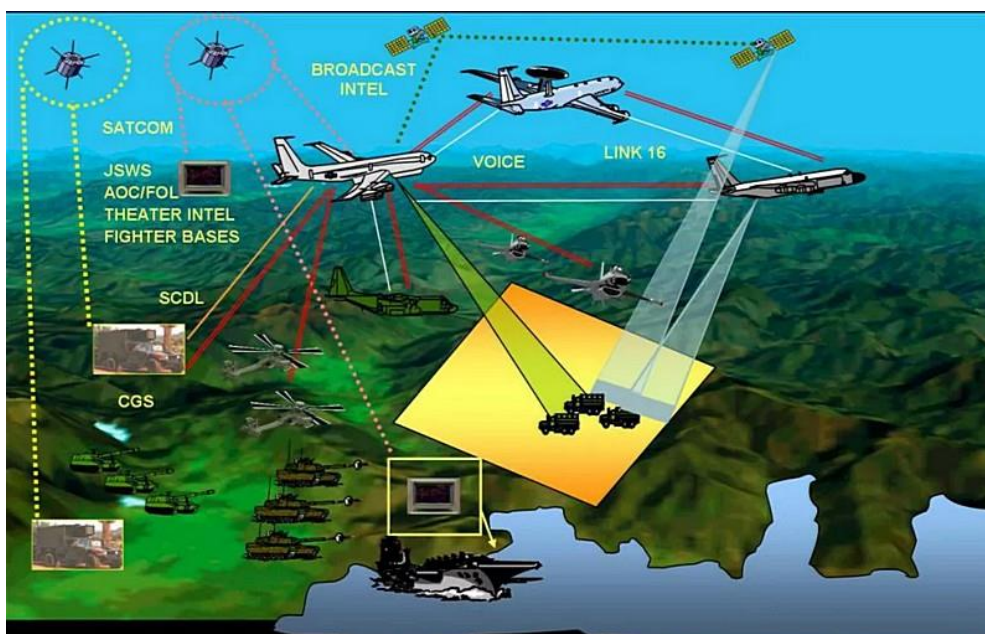 BROADCAST
INTEL
SATCOM
VOICE
LINK 16
JSWS
AOC/FOL
THEATER INTEL
FIGHTER BASES
SCDL
CGS